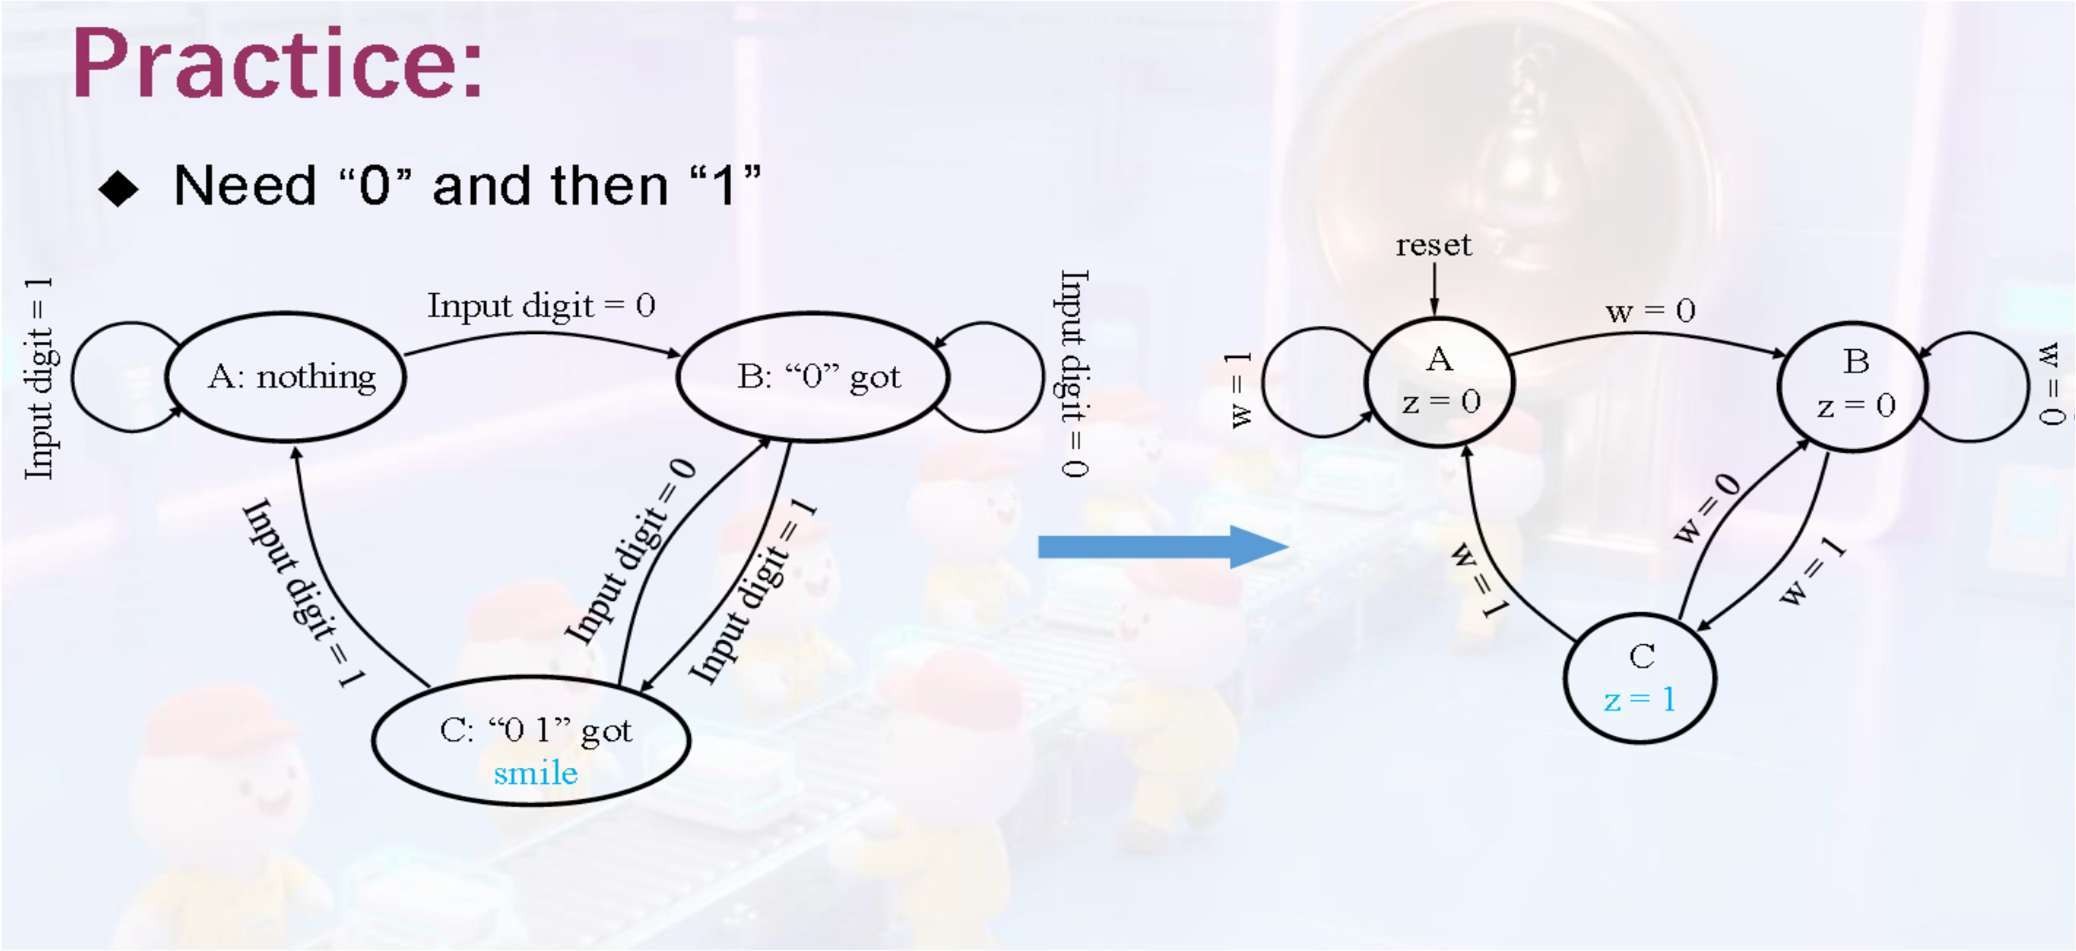 Practice:
◆ Need “0” and then “1”
Input digit = 1
A: nothing
Input digit = 0
B: “0” got
Input digit = 0
Input digit = 1
Input digit = 0
Input digit = 1
C: “0 1” got
smile
reset
w = 1
A
z = 0
w = 0
B
z = 0
w = 0
w = 1
w = 0
w = 1
C
z = 1